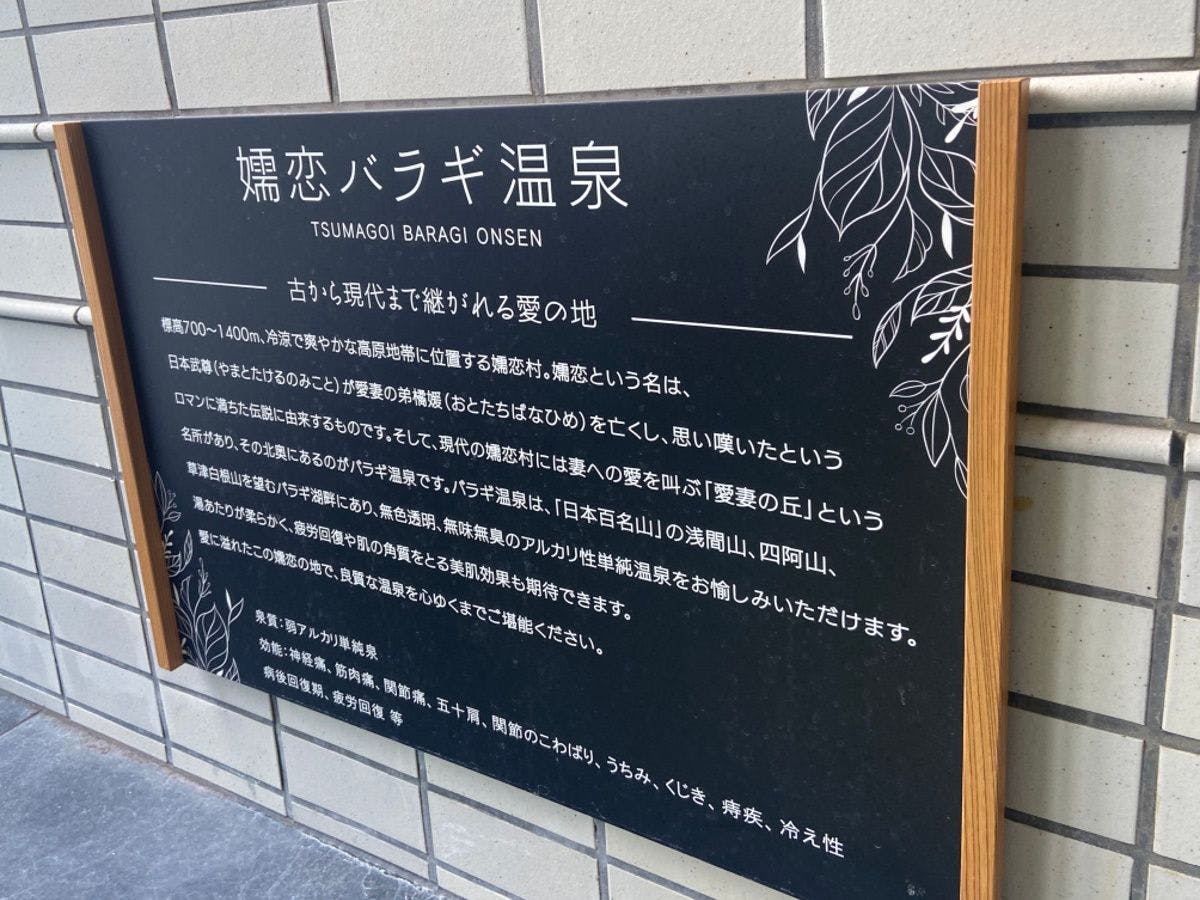 嬬恋バラギ温泉
TSUMAGOI BARAGI ONSEN
古から現代まで継がれる愛の地
標高700〜1400m、冷涼で爽やかな高原地帯に位置する嬬恋村。嬬恋という名は、
日本武尊(やまとたけるのみこと)が愛妻の弟橘媛(おとたちばなひめ)を亡くし、思い嘆いたという
ロマンに満ちた伝説に由来するものです。そして、現代の嬬恋村には妻への愛を叫ぶ「愛妻の丘」という
名所があり、その北奥にあるのがバラギ温泉です。バラギ温泉は、「日本百名山」の浅間山、四阿山、
草津白根山を望むバラギ湖畔にあり、無色透明、無味無臭のアルカリ性単純温泉をお愉しみいただけます。
湯あたりが柔らかく、疲労回復や肌の角質をとる美肌効果も期待できます。
愛に溢れたこの嬬恋の地で、良質な温泉を心ゆくまでご堪能ください。
泉質:弱アルカリ単純泉
効能:神経痛、筋肉痛、関節痛、五十肩、関節のこわばり、うちみ、くじき、痔疾、冷え性
病後回復期、疲労回復 等